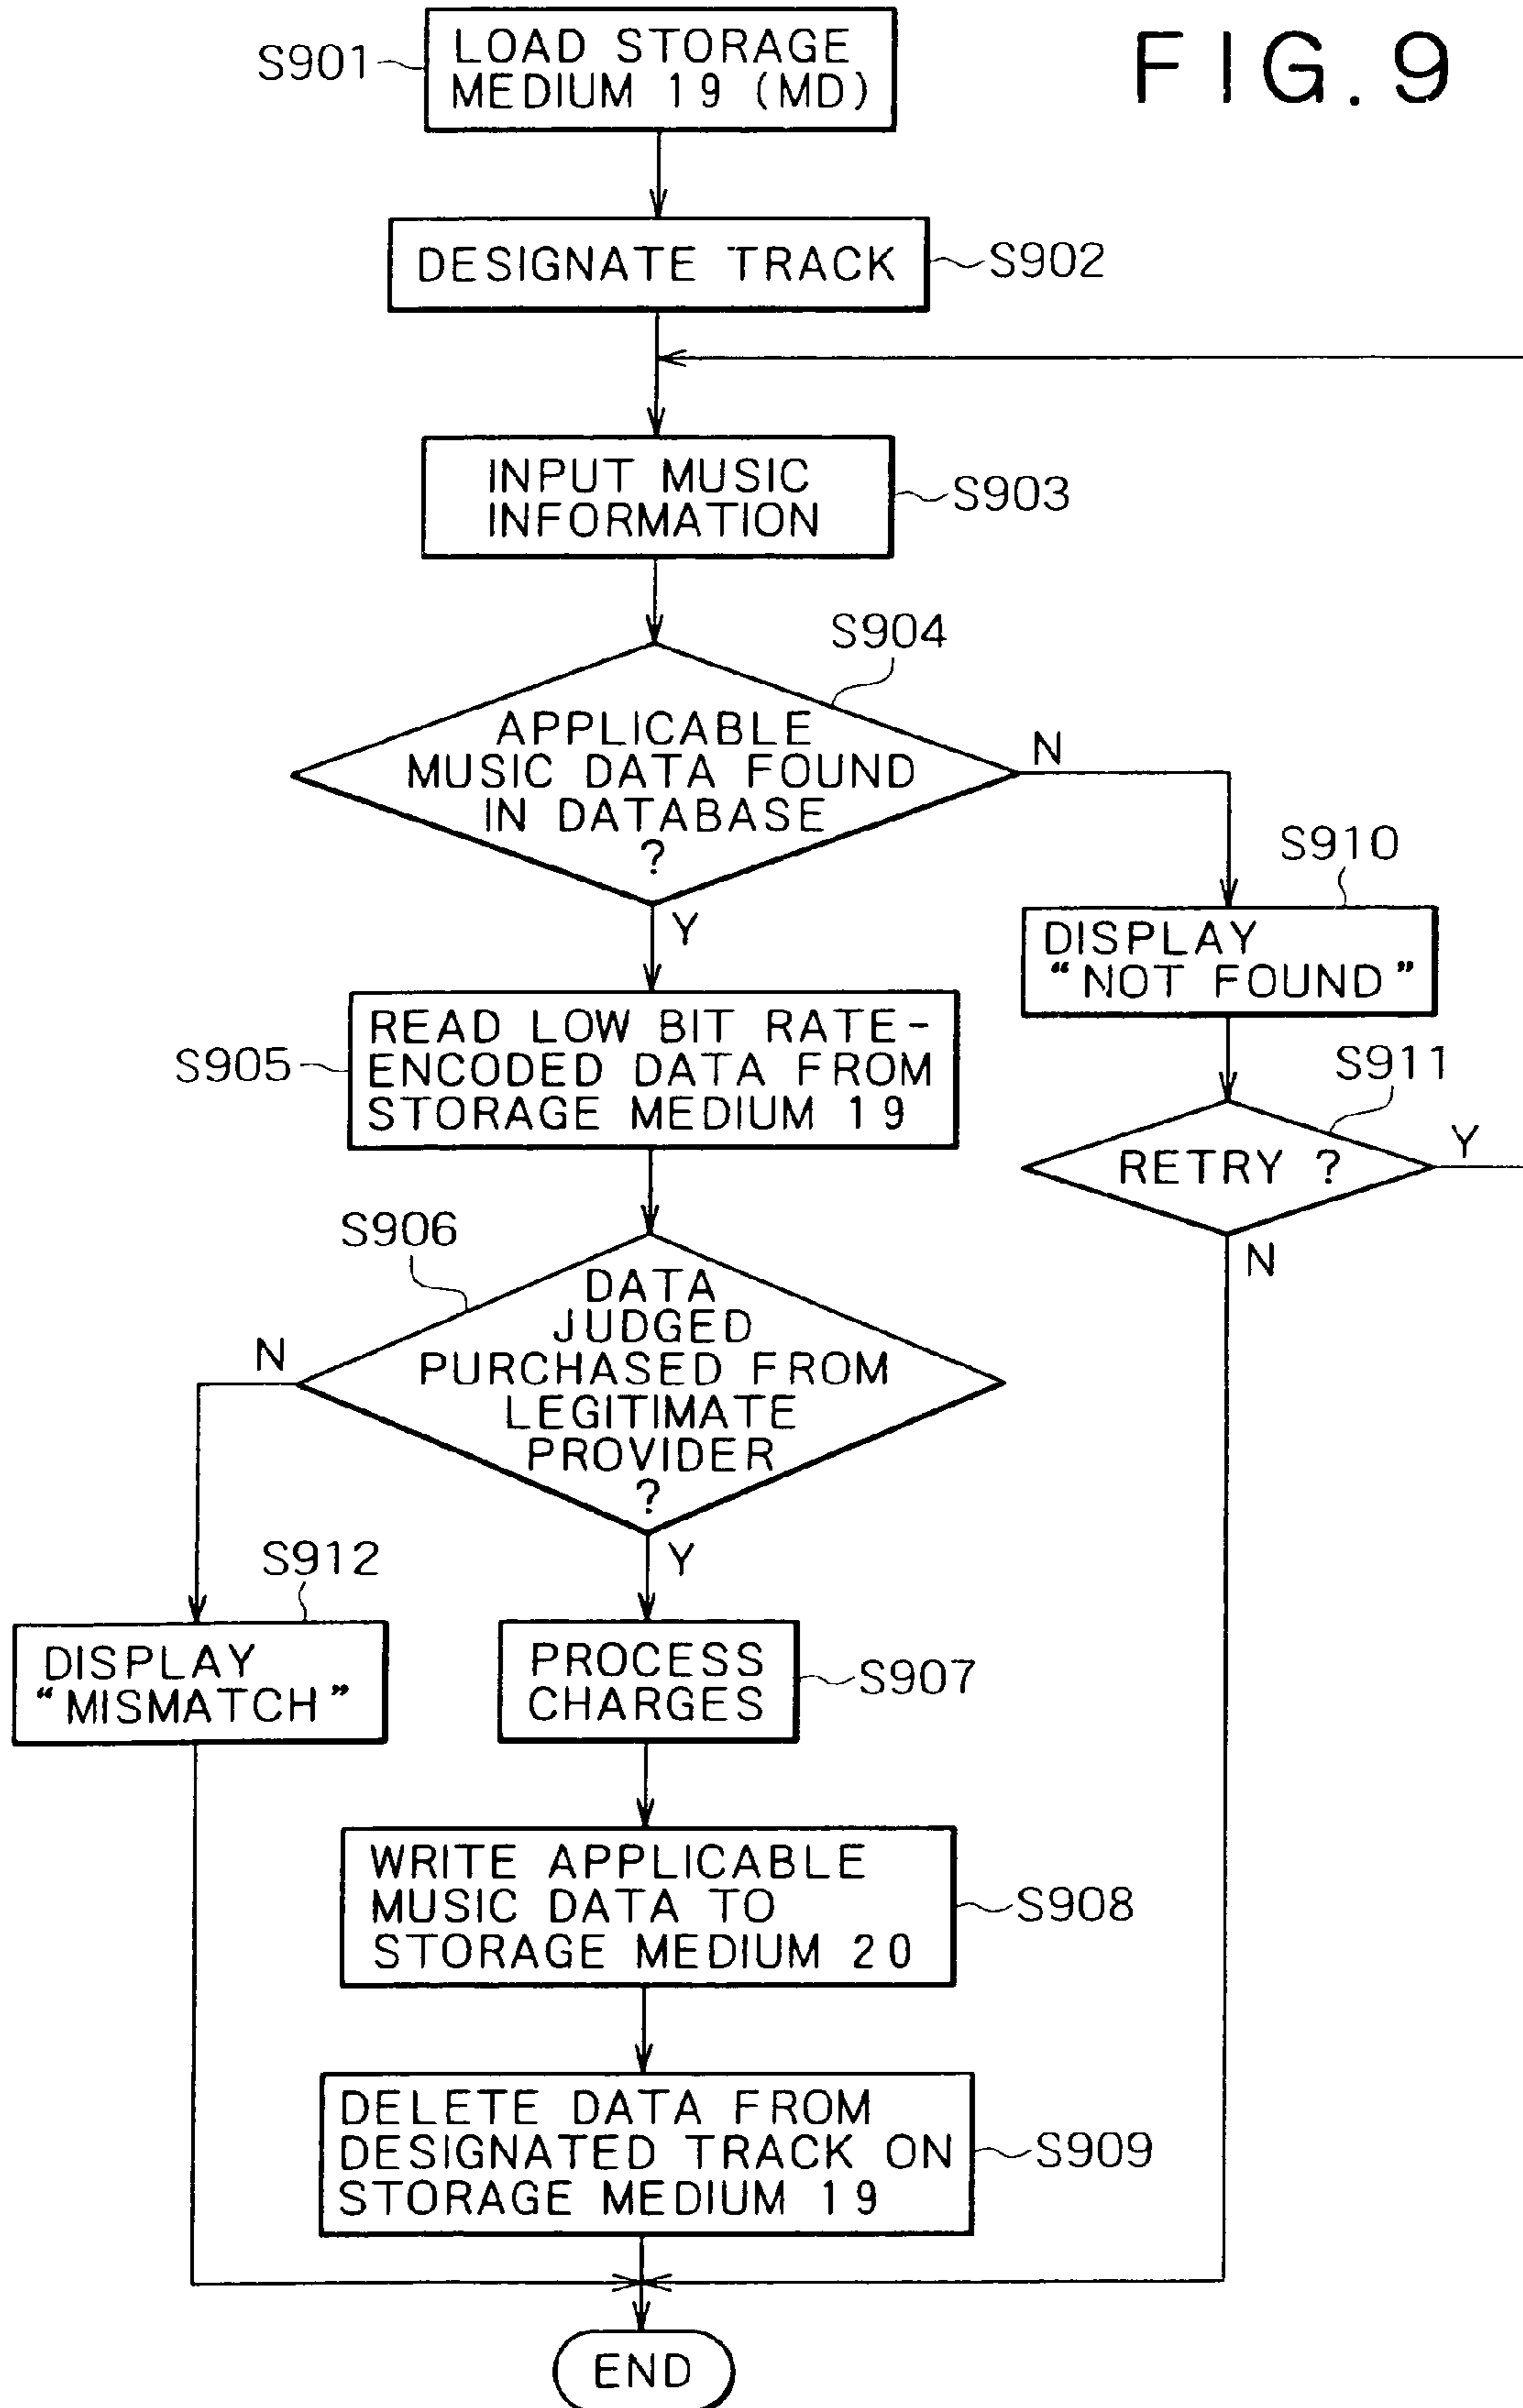 FIG. 9
S901
LOAD STORAGE
MEDIUM 19 (MD)
DESIGNATE TRACK
S902
INPUT MUSIC
INFORMATION
S903
S904
APPLICABLE
MUSIC DATA FOUND
IN DATABASE
?
N
Y
S910
DISPLAY
“NOT FOUND”
S905
READ LOW BIT RATE-
ENCODED DATA FROM
STORAGE MEDIUM 19
S911
RETRY ?
Y
N
S906
DATA
JUDGED
PURCHASED FROM
LEGITIMATE
PROVIDER
?
N
Y
S912
DISPLAY
“MISMATCH”
PROCESS
CHARGES
S907
WRITE APPLICABLE
MUSIC DATA TO
STORAGE MEDIUM 20
S908
DELETE DATA FROM
DESIGNATED TRACK ON
STORAGE MEDIUM 19
S909
END